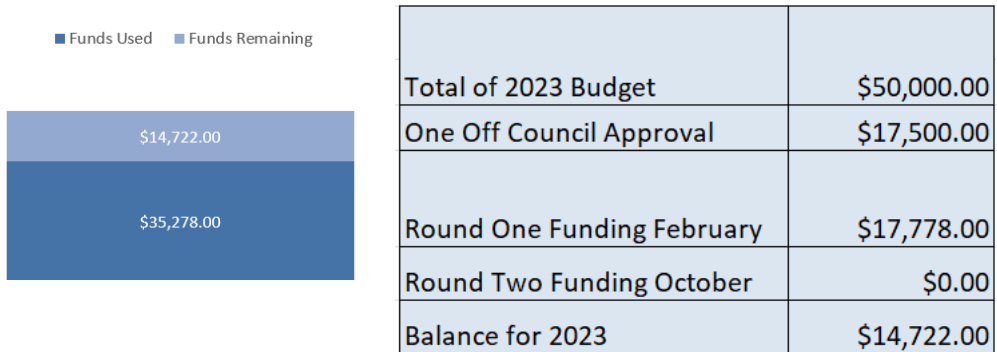 Funds Used Funds Remaining
$14,722.00
$35,278.00
Total of 2023 Budget $50,000.00
One Off Council Approval $17,500.00
Round One Funding February $17,778.00
Round Two Funding October $0.00
Balance for 2023 $14,722.00